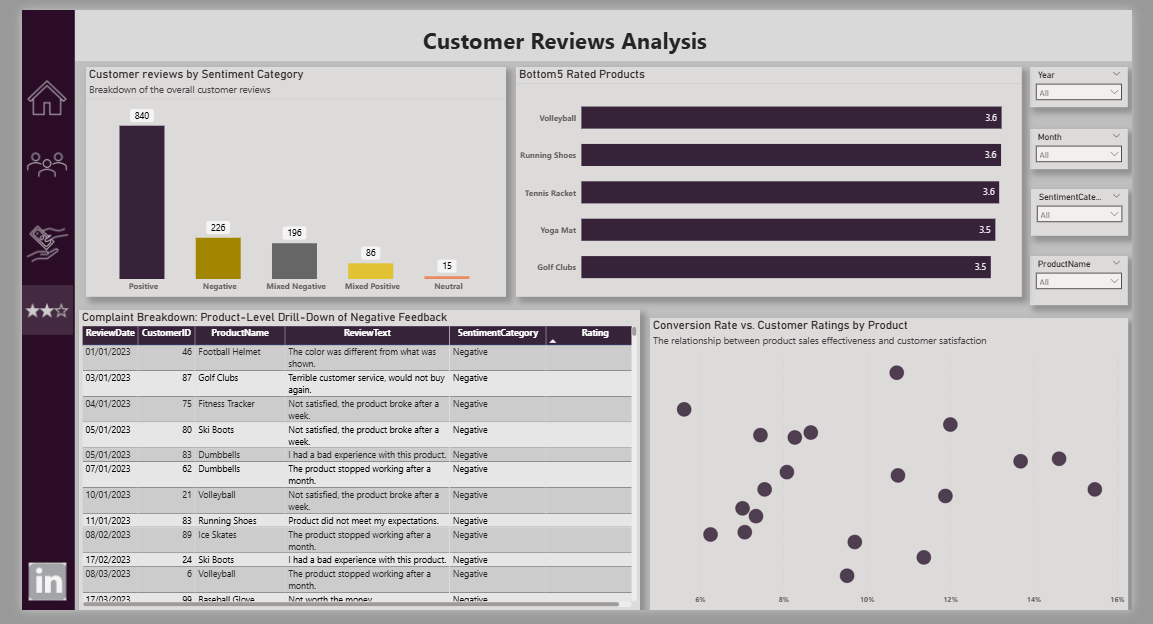 Customer Reviews Analysis
Customer reviews by Sentiment Category
Breakdown of the overall customer reviews
840
226
196
86
15
Positive
Negative
Mixed Negative
Mixed Positive
Neutral
Bottom5 Rated Products
Volleyball 3.6
Running Shoes 3.6
Tennis Racket 3.6
Yoga Mat 3.5
Golf Clubs 3.5
Year
All
Month
All
SentimentCate...
All
ProductName
All
Complaint Breakdown: Product-Level Drill-Down of Negative Feedback
ReviewDate CustomerID ProductName ReviewText SentimentCategory Rating
01/01/2023 46 Football Helmet The color was different from what was Negative
shown.
03/01/2023 87 Golf Clubs Terrible customer service, would not buy Negative
again.
04/01/2023 75 Fitness Tracker Not satisfied, the product broke after a Negative
week.
05/01/2023 80 Ski Boots Not satisfied, the product broke after a Negative
week.
05/01/2023 83 Dumbbells I had a bad experience with this product. Negative
07/01/2023 62 Dumbbells The product stopped working after a Negative
month.
10/01/2023 21 Volleyball Not satisfied, the product broke after a Negative
week.
11/01/2023 83 Running Shoes Product did not meet my expectations. Negative
08/02/2023 89 Ice Skates The product stopped working after a Negative
month.
17/02/2023 24 Ski Boots I had a bad experience with this product. Negative
08/03/2023 6 Volleyball The product stopped working after a Negative
month.
17/03/2023 99 Baseball Glove Not worth the money. Negative
Conversion Rate vs. Customer Ratings by Product
The relationship between product sales effectiveness and customer satisfaction
6% 8% 10% 12% 14% 16%
in